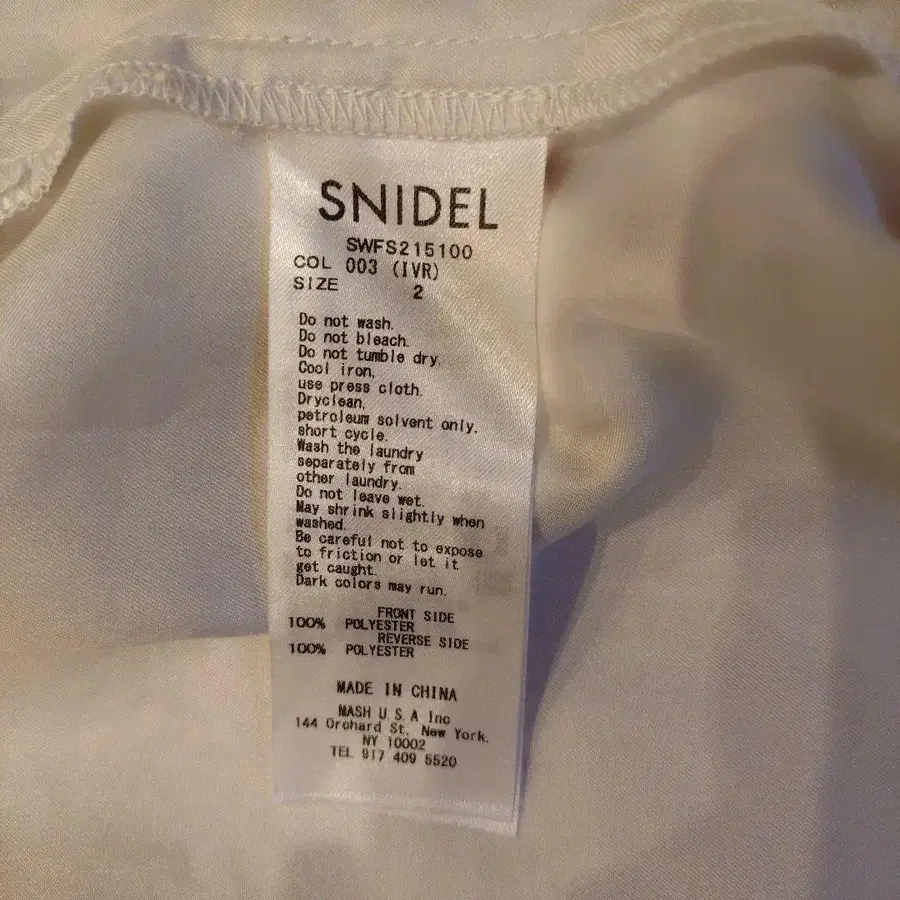 SNIDEL
SWFS215100
COL 003 (IVR)
SIZE 2
Do not wash.
Do not bleach.
Do not tumble dry.
Cool iron,
use press cloth.
Dryclean,
petroleum solvent only,
short cycle.
Wash the laundry
separately from
other laundry.
Do not leave wet.
May shrink slightly when
washed.
Be careful not to expose
to friction or let it
get caught.
Dark colors may run.
FRONT SIDE
100% POLYESTER
REVERSE SIDE
100% POLYESTER
MADE IN CHINA
MASH U.S.A Inc
144 Orchard St. New York.
NY 10002
TEL 917 409 5520